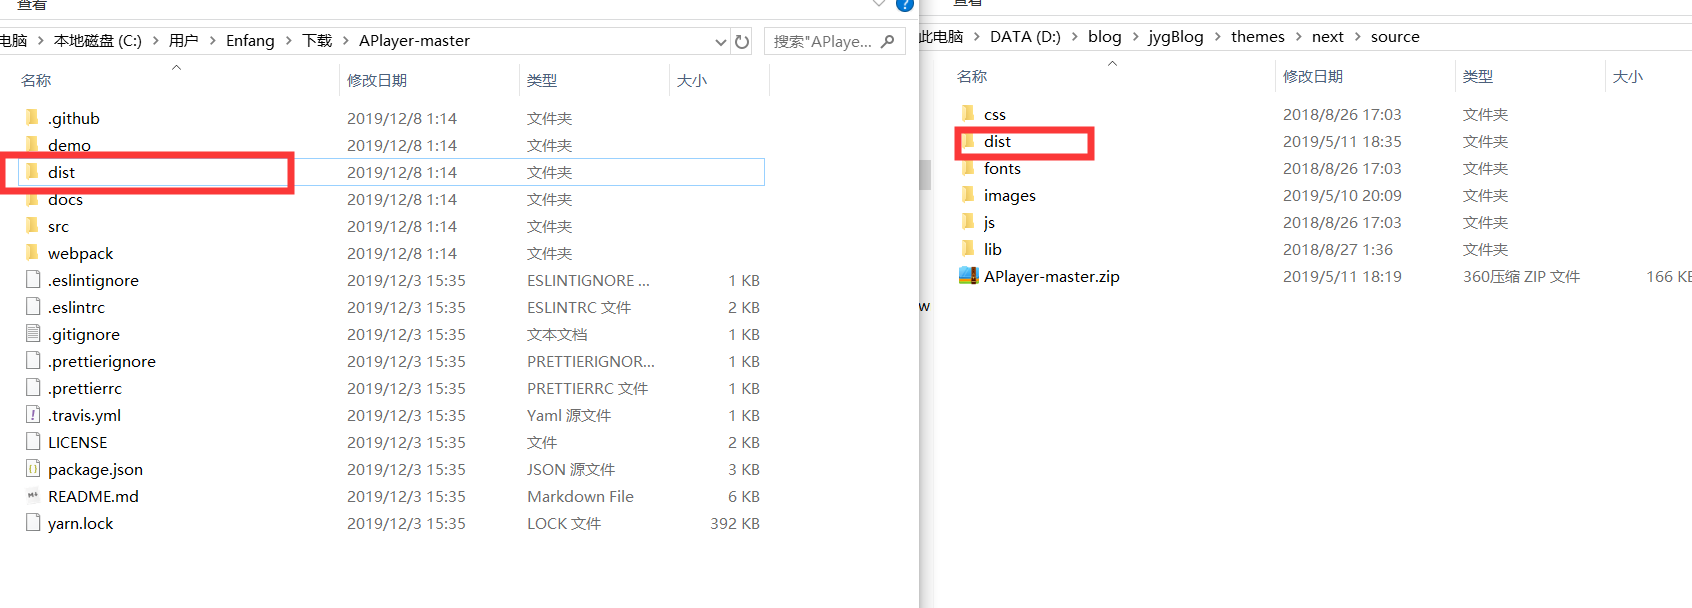 查看
电脑 > 本地磁盘 (C:) > 用户 > Enfang > 下载 > APlayer-master
搜索"APlaye...
名称 修改日期 类型 大小
.github 2019/12/8 1:14 文件夹
demo 2019/12/8 1:14 文件夹
dist 2019/12/8 1:14 文件夹
docs 2019/12/8 1:14 文件夹
src 2019/12/8 1:14 文件夹
webpack 2019/12/8 1:14 文件夹
.eslintignore 2019/12/3 15:35 ESLINTIGNORE ... 1 KB
.eslintrc 2019/12/3 15:35 ESLINTRC 文件 2 KB
.gitignore 2019/12/3 15:35 文本文档 1 KB
.prettierignore 2019/12/3 15:35 PRETTIERIGNOR... 1 KB
.prettierrc 2019/12/3 15:35 PRETTIERRC 文件 1 KB
.travis.yml 2019/12/3 15:35 Yaml 源文件 1 KB
LICENSE 2019/12/3 15:35 文件 2 KB
package.json 2019/12/3 15:35 JSON 源文件 3 KB
README.md 2019/12/3 15:35 Markdown File 6 KB
yarn.lock 2019/12/3 15:35 LOCK 文件 392 KB
查看
此电脑 > DATA (D:) > blog > jygBlog > themes > next > source
名称 修改日期 类型 大小
css 2018/8/26 17:03 文件夹
dist 2019/5/11 18:35 文件夹
fonts 2018/8/26 17:03 文件夹
images 2019/5/10 20:09 文件夹
js 2018/8/26 17:03 文件夹
lib 2018/8/27 1:36 文件夹
APlayer-master.zip 2019/5/11 18:19 360压缩 ZIP 文件 166 KB
w